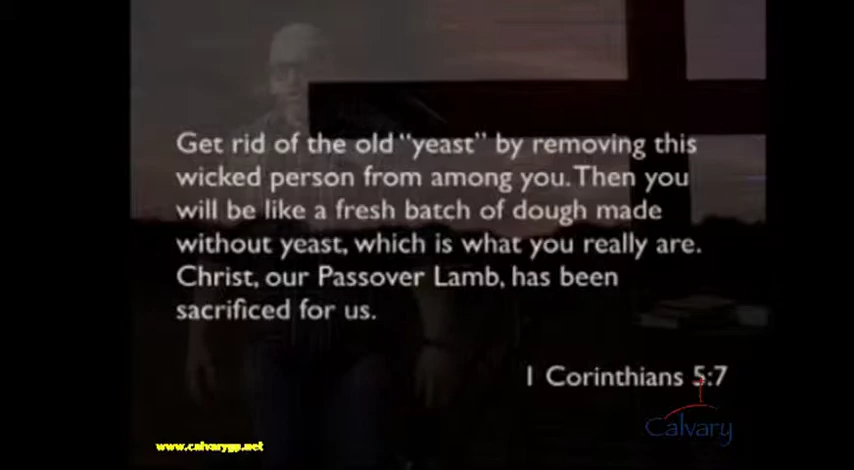 Get rid of the old “yeast” by removing this
wicked person from among you. Then you
will be like a fresh batch of dough made
without yeast, which is what you really are.
Christ, our Passover Lamb, has been
sacrificed for us.
1 Corinthians 5:7
Calvary
www.calvarygp.net